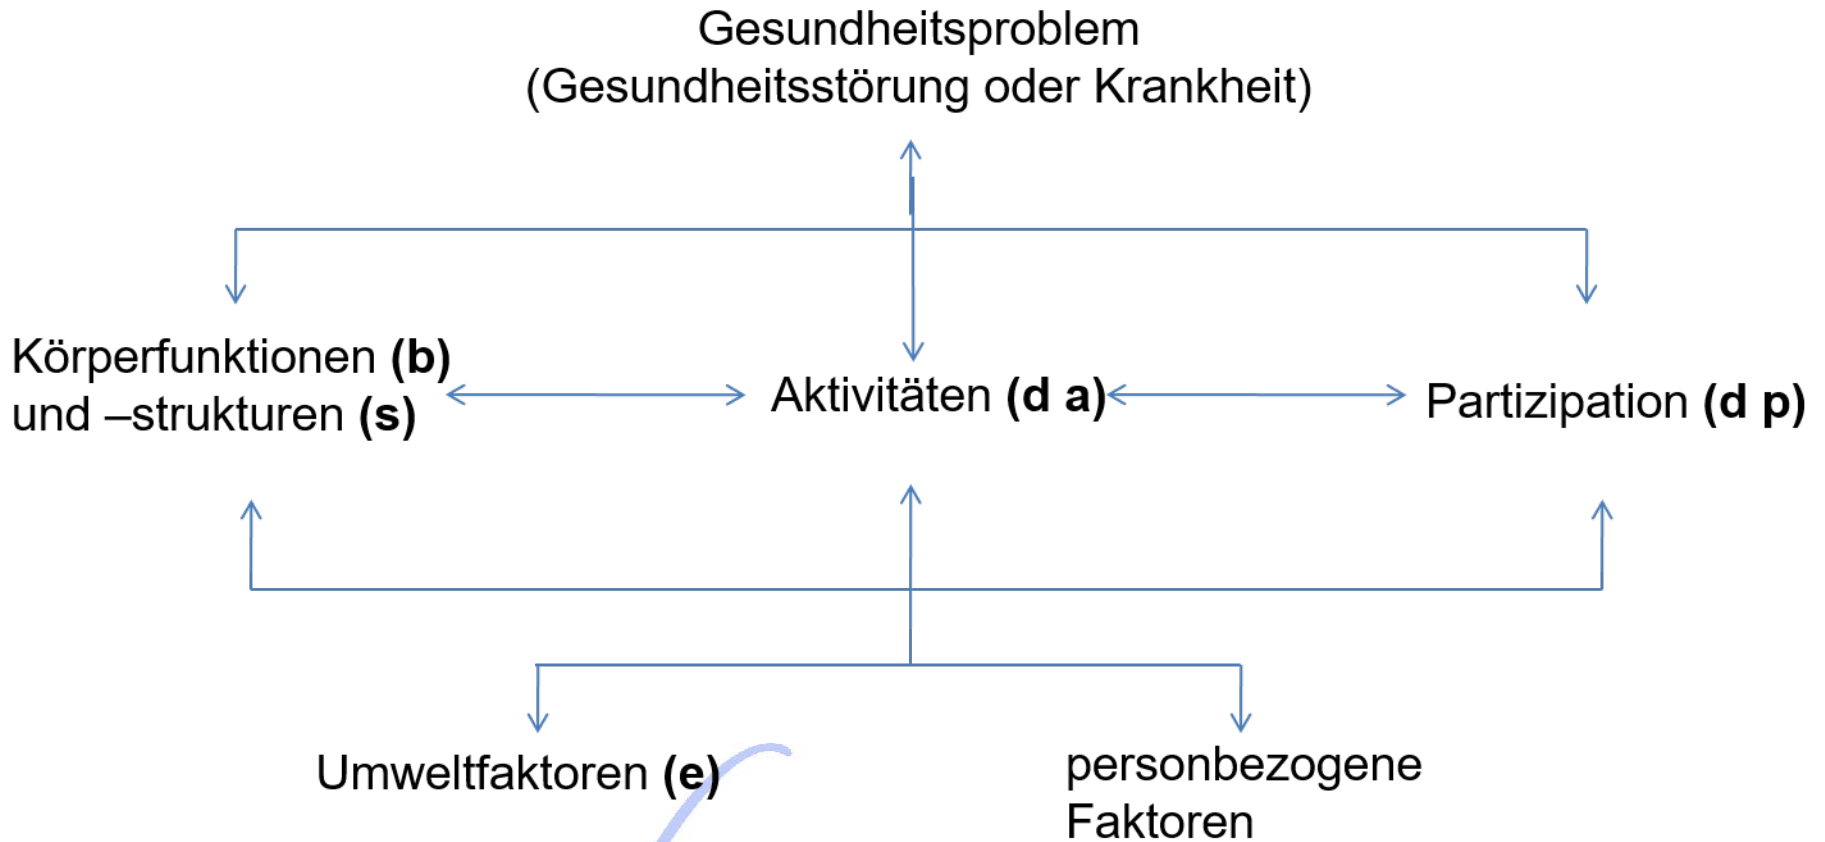 Gesundheitsproblem
(Gesundheitsstörung oder Krankheit)
Körperfunktionen (b)
und –strukturen (s)
Aktivitäten (d a)
Partizipation (d p)
Umweltfaktoren (e)
personbezogene
Faktoren